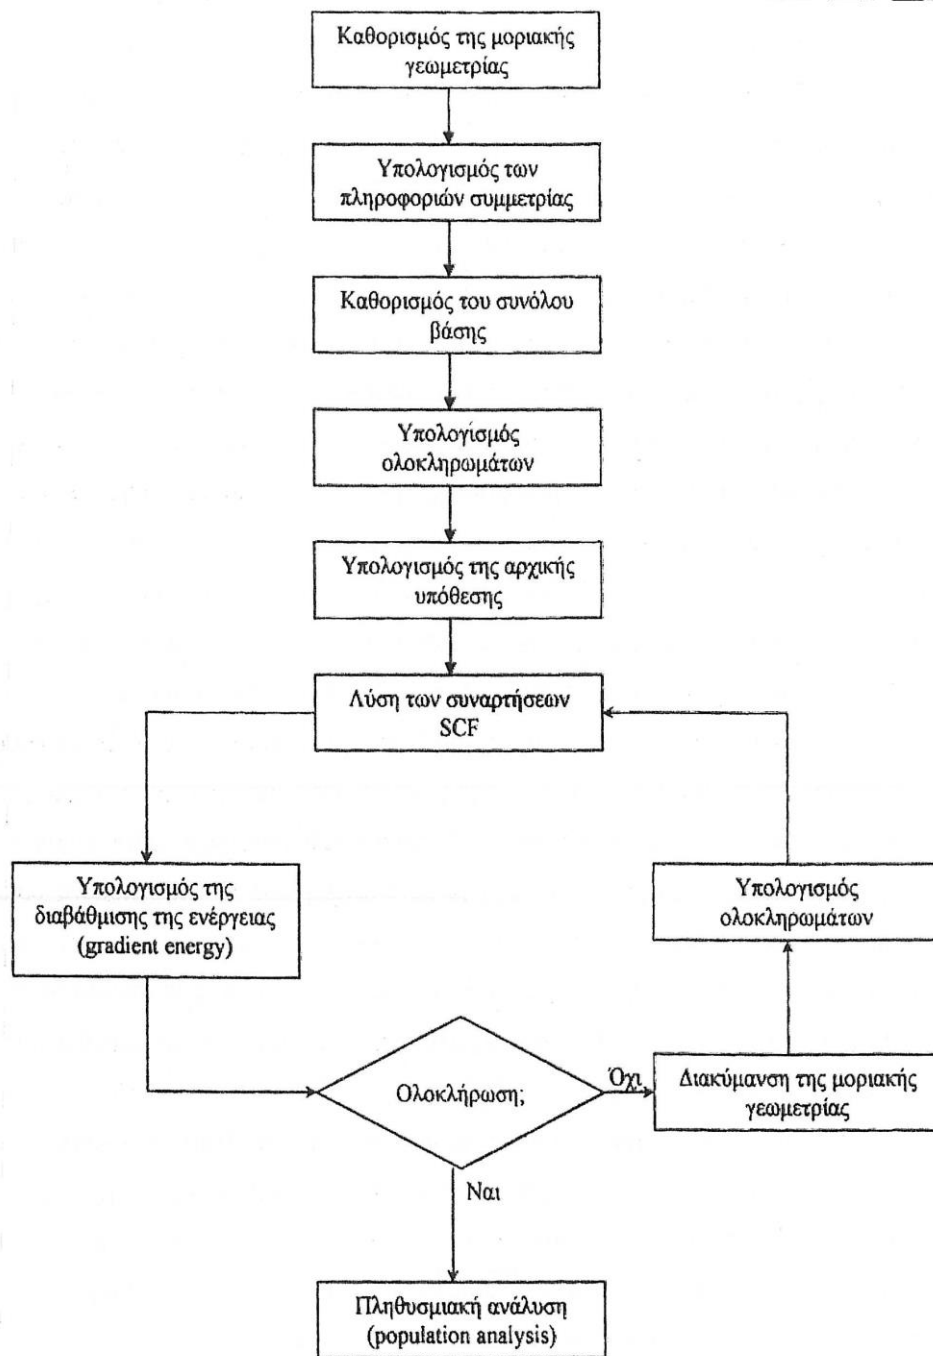 Καθορισμός της μοριακής
γεωμετρίας
Υπολογισμός των
πληροφοριών συμμετρίας
Καθορισμός του συνόλου
βάσης
Υπολογίσμός
ολοκληρωμάτων
Υπολογισμός της αρχικής
υπόθεσης
Λύση των συναρτήσεων
SCF
Υπολογισμός της
διαβάθμισης της ενέργειας
(gradient energy)
Υπολογισμός
ολοκληρωμάτων
Ολοκλήρωση;
Όχι
Διακύμανση της μοριακής
γεωμετρίας
Ναι
Πληθυσμιακή ανάλυση
(population analysis)